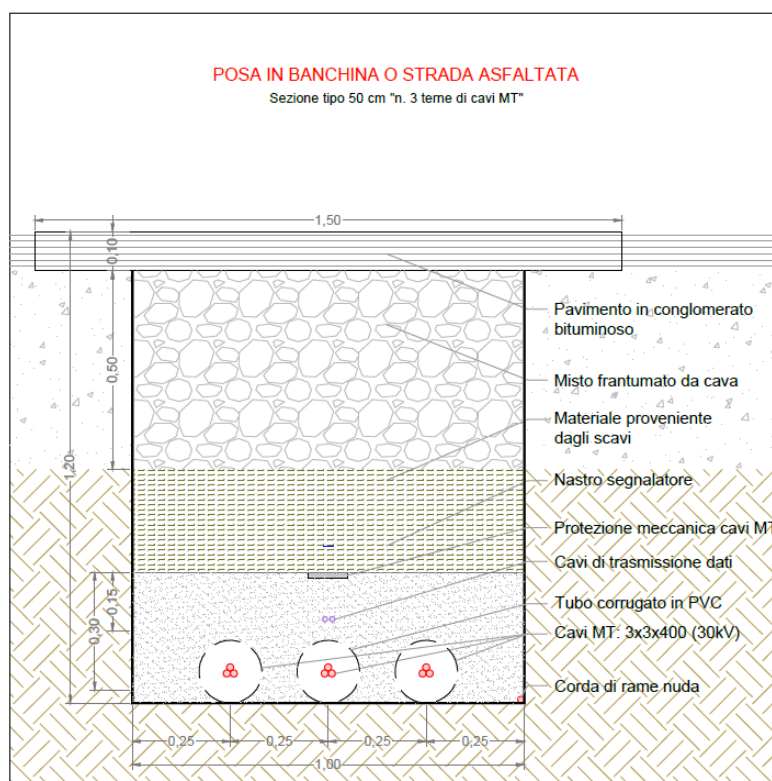 POSA IN BANCHINA O STRADA ASFALTATA
Sezione tipo 50 cm "n. 3 terne di cavi MT"
1,50
0,10
Pavimento in conglomerato
bituminoso
0,50
Misto frantumato da cava
Materiale proveniente
dagli scavi
1,20
Nastro segnalatore
Protezione meccanica cavi MT
Cavi di trasmissione dati
0,15
0,30
Tubo corrugato in PVC
Cavi MT: 3x3x400 (30kV)
Corda di rame nuda
0,25
0,25
0,25
0,25
1,00